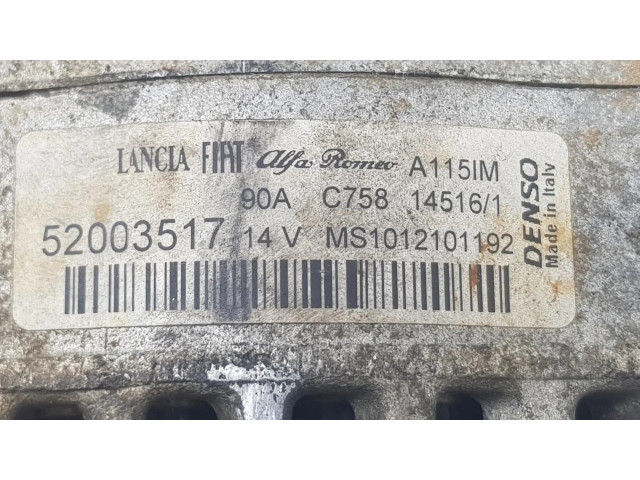 LANCIA FIAT Alfa Romeo A115IM
90A C758 14516/1
52003517 14 V MS1012101192
DENSO
Made in Italy